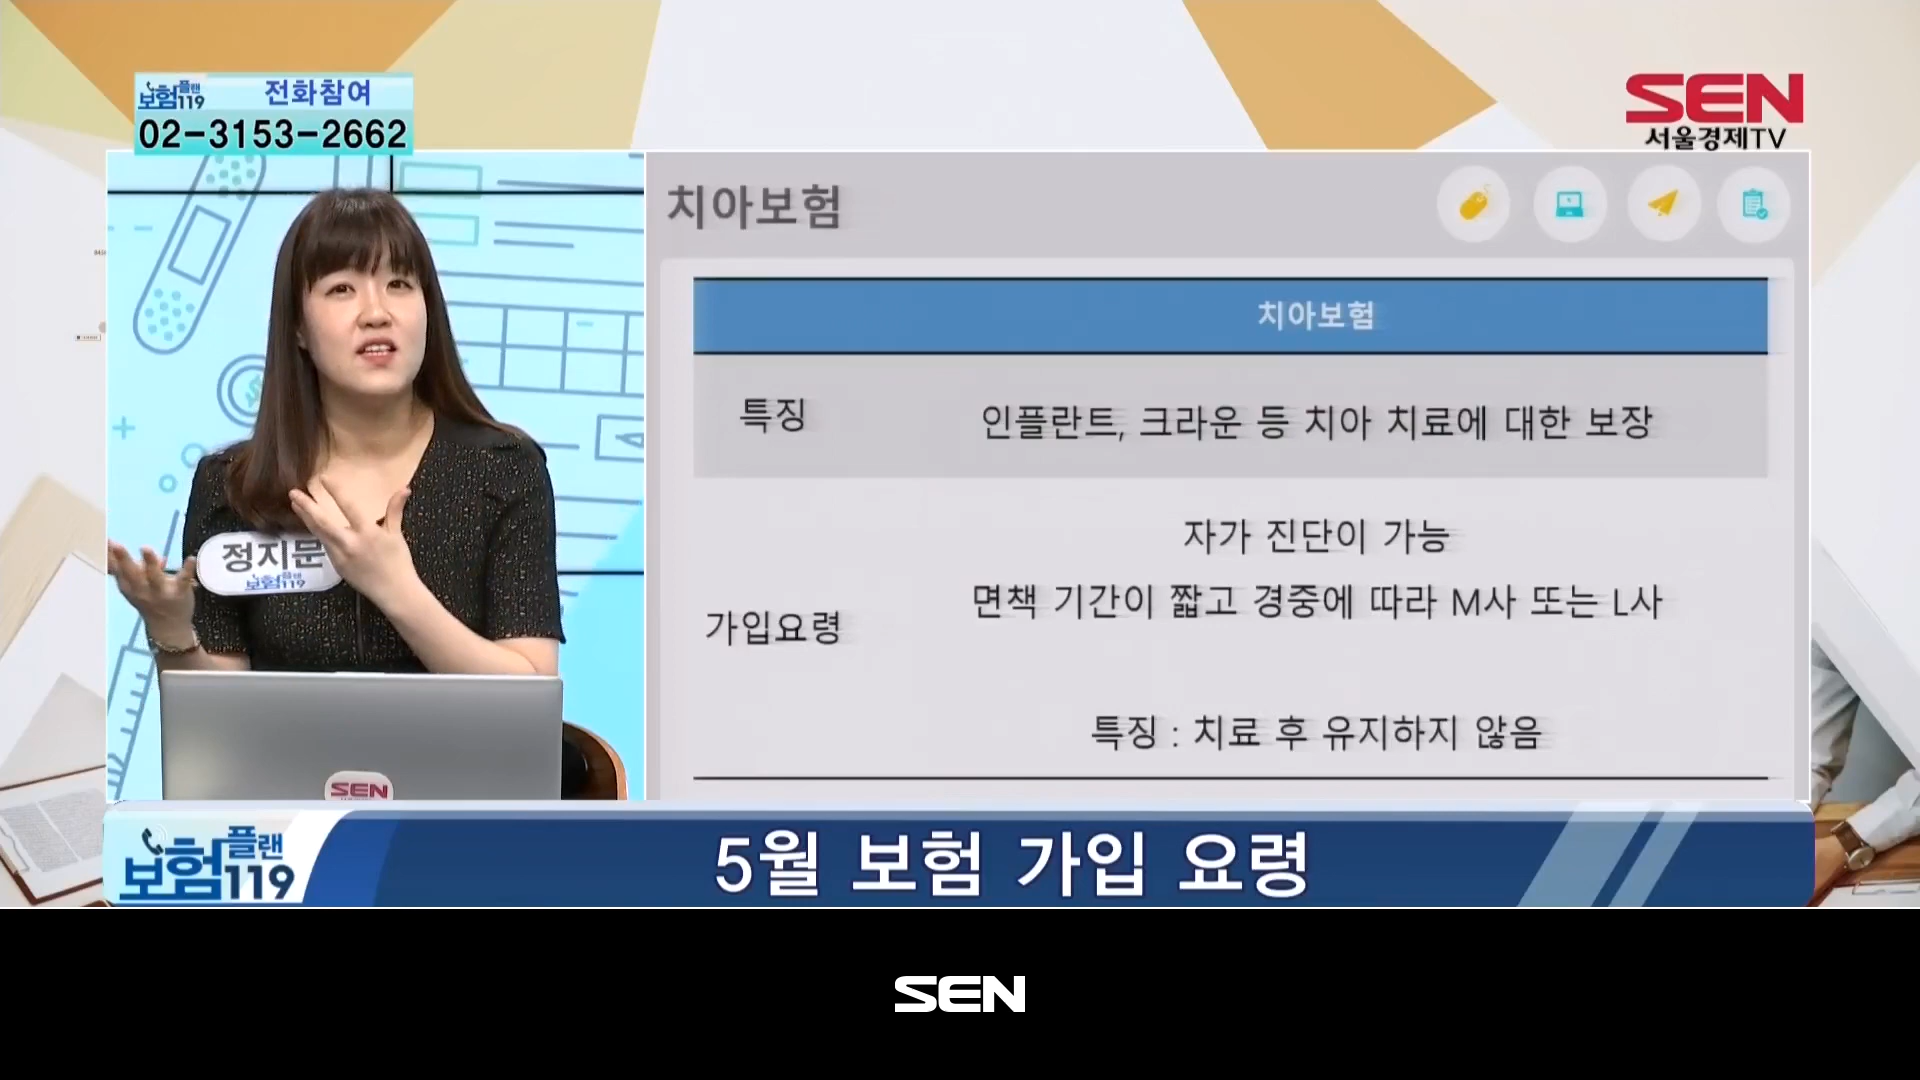 보험플랜119 전화참여
02-3153-2662
SEN
서울경제TV
치아보험
치아보험
특징
인플란트, 크라운 등 치아 치료에 대한 보장
가입요령
자가 진단이 가능
면책 기간이 짧고 경중에 따라 M사 또는 L사
특징 : 치료 후 유지하지 않음
정지문
보험플랜119
SEN
보험플랜119
5월 보험 가입 요령
SEN